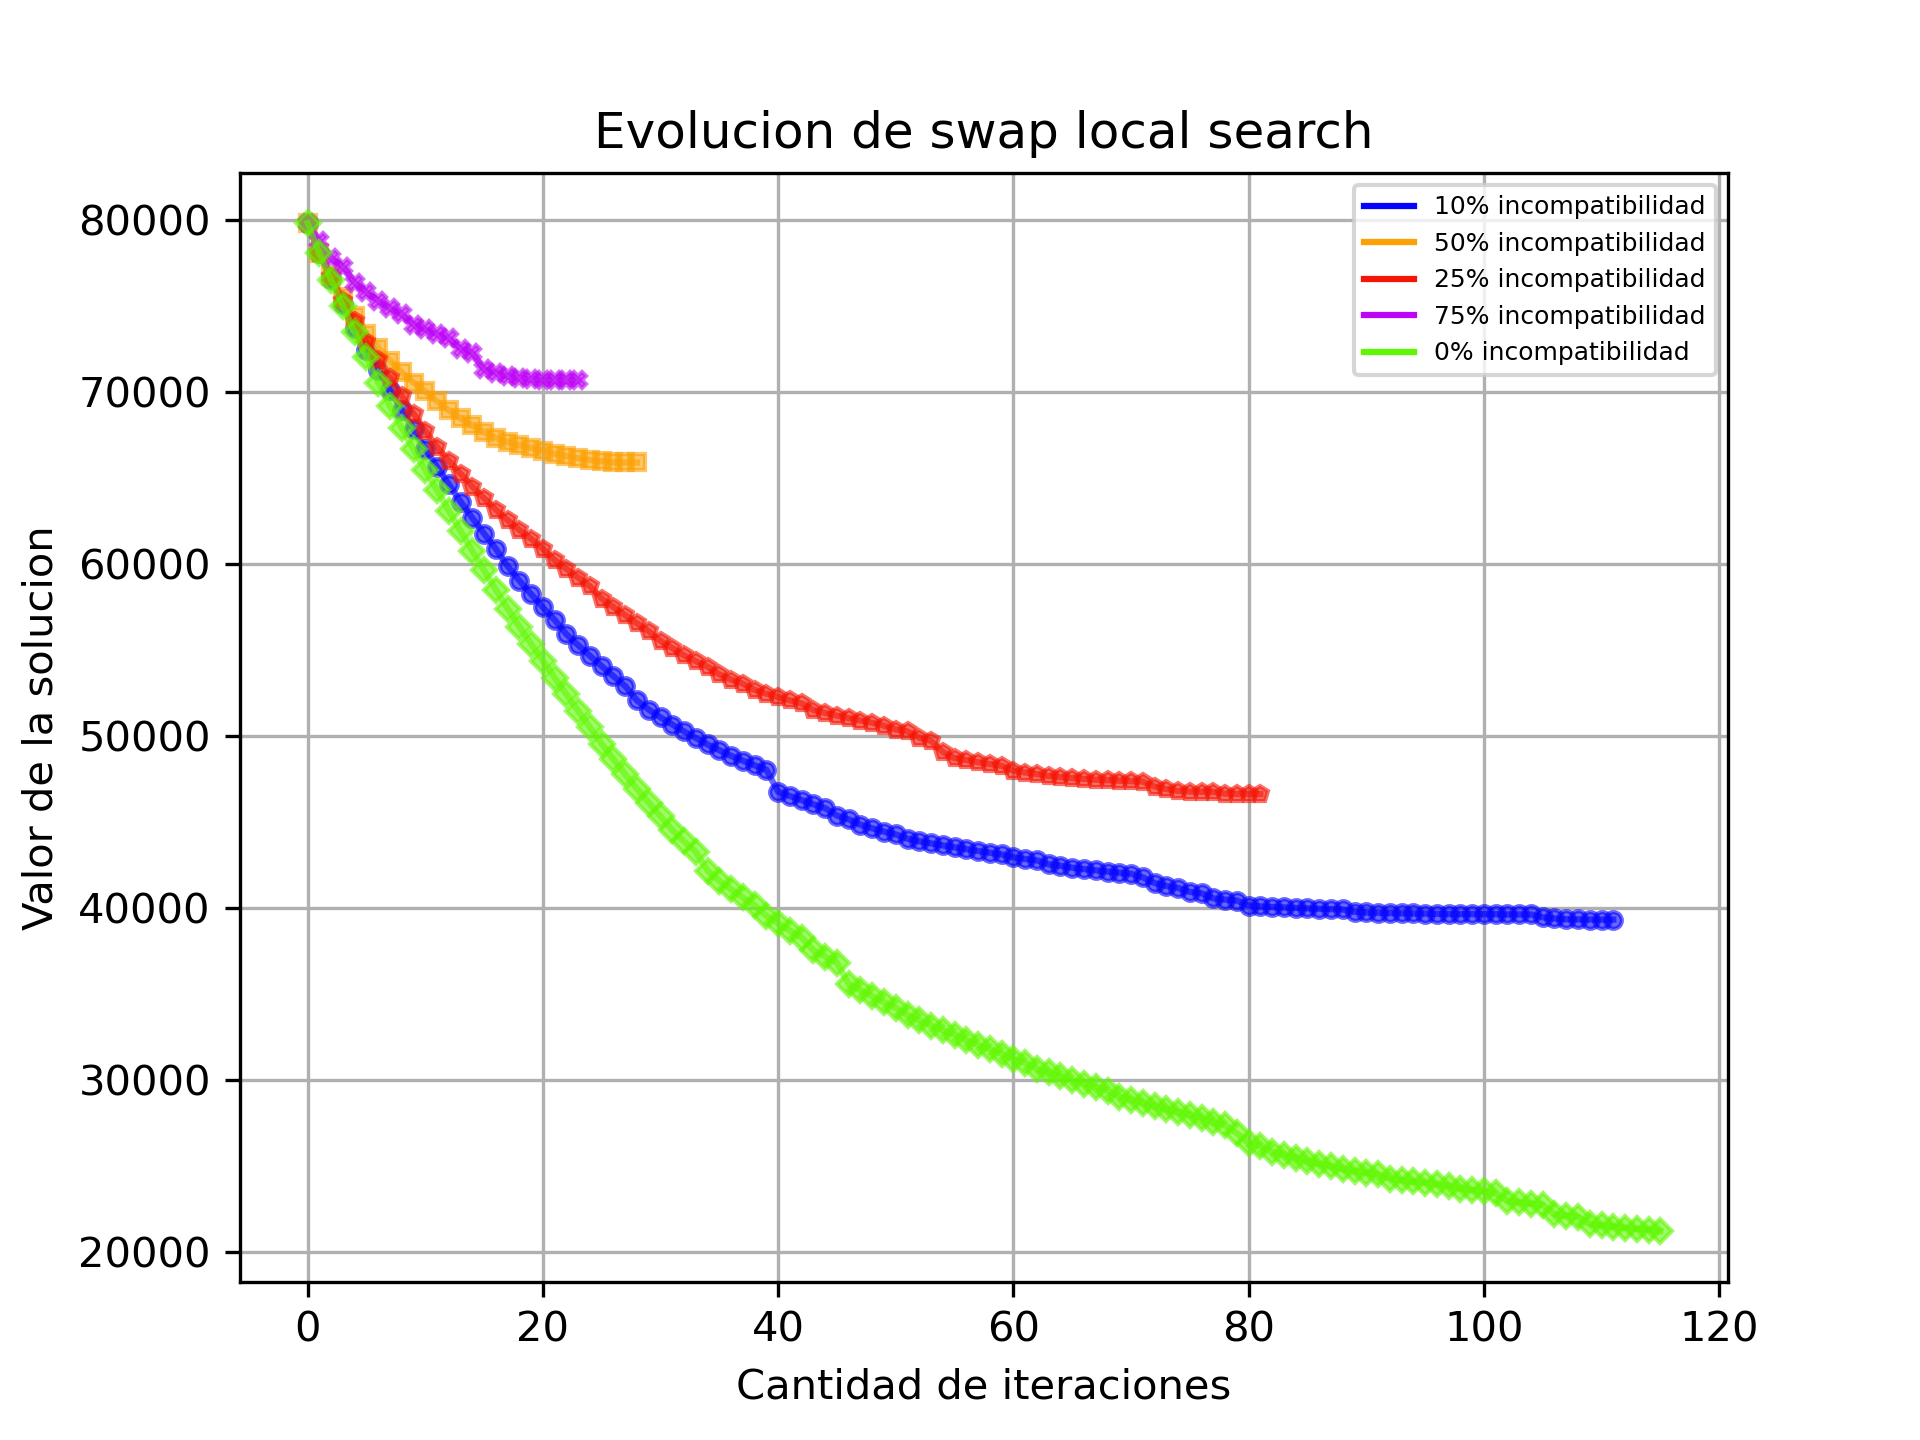 Evolucion de swap local search
10% incompatibilidad
50% incompatibilidad
25% incompatibilidad
75% incompatibilidad
0% incompatibilidad
Valor de la solucion
80000
70000
60000
50000
40000
30000
20000
0 20 40 60 80 100 120
Cantidad de iteraciones